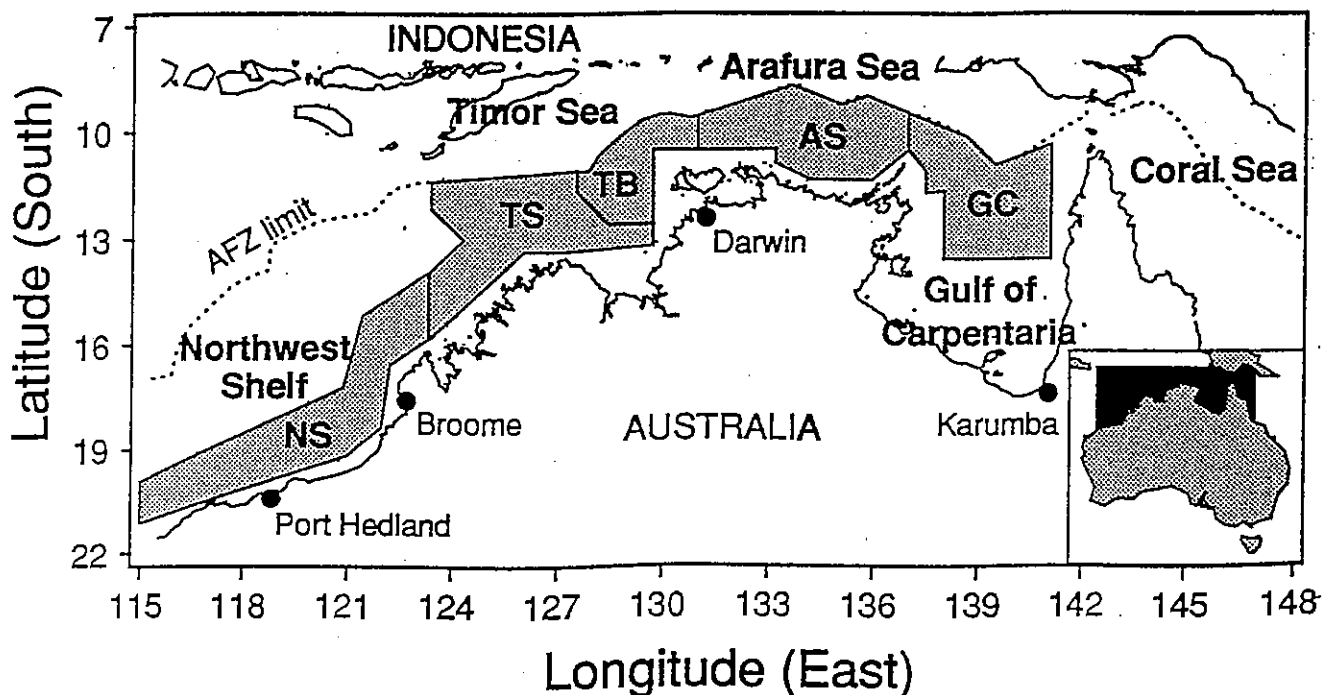 7
INDONESIA
Arafura Sea
Timor Sea
10
AS
TB
Coral Sea
TS
GC
AFZ limit
13
Darwin
Gulf of
Carpentaria
16
Northwest
Shelf
NS
Broome
AUSTRALIA
Karumba
19
Port Hedland
22
Latitude (South)
115 118 121 124 127 130 133 136 139 142 145 148
Longitude (East)